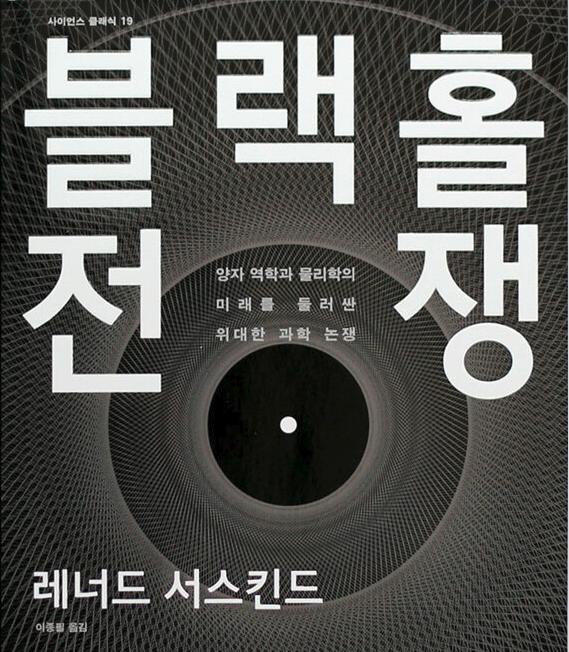 사이언스 클래식 19
블랙홀
전쟁
양자 역학과 물리학의
미래를 둘러싼
위대한 과학 논쟁
레너드 서스킨드
이종필 옮김